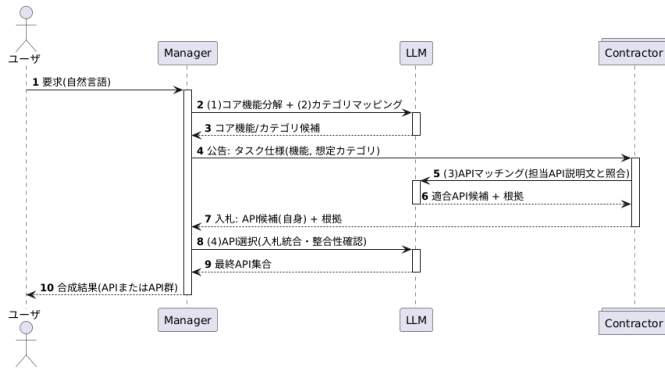 ユーザ
Manager
LLM
Contractor
1 要求(自然言語)
2 (1)コア機能分解 + (2)カテゴリマッピング
3 コア機能/カテゴリ候補
4 公告: タスク仕様(機能, 想定カテゴリ)
5 (3)APIマッチング(担当API説明文と照合)
6 適合API候補 + 根拠
7 入札: API候補(自身) + 根拠
8 (4)API選択(入札統合・整合性確認)
9 最終API集合
10 合成結果(APIまたはAPI群)
ユーザ
Manager
LLM
Contractor